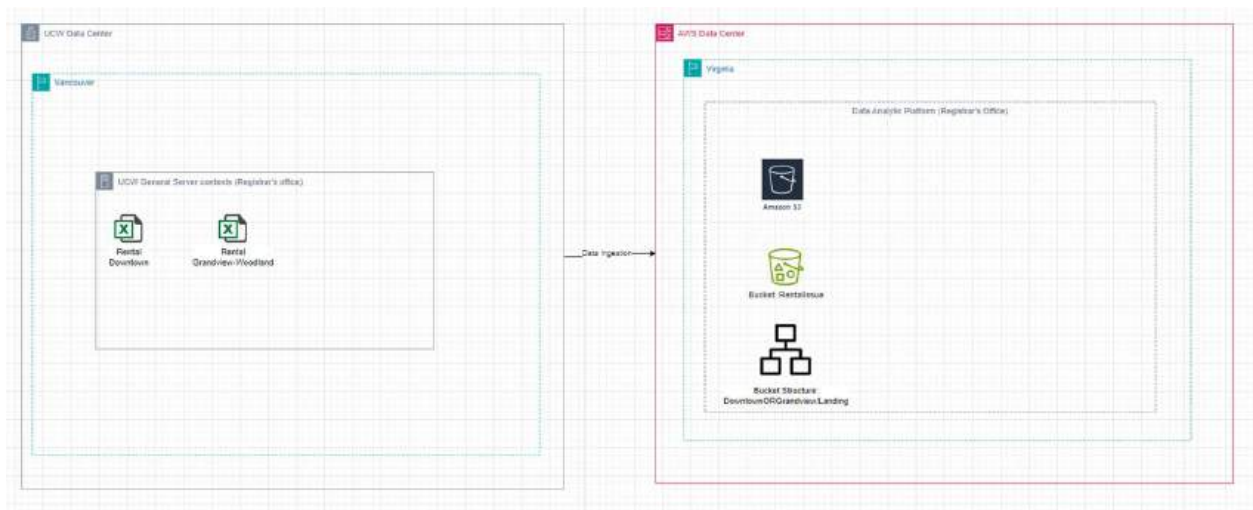 UCW Data Center
Vancouver
UCW General Server contexts (Registrar's office)
Rental
Downtown
Rental
Grandview-Woodland
Data Ingestion
AWS Data Center
Virginia
Data Analytic Platform (Registrar's Office)
Amazon S3
Bucket: RentalIssue
Bucket Structure:
DowntownORGrandview/Landing